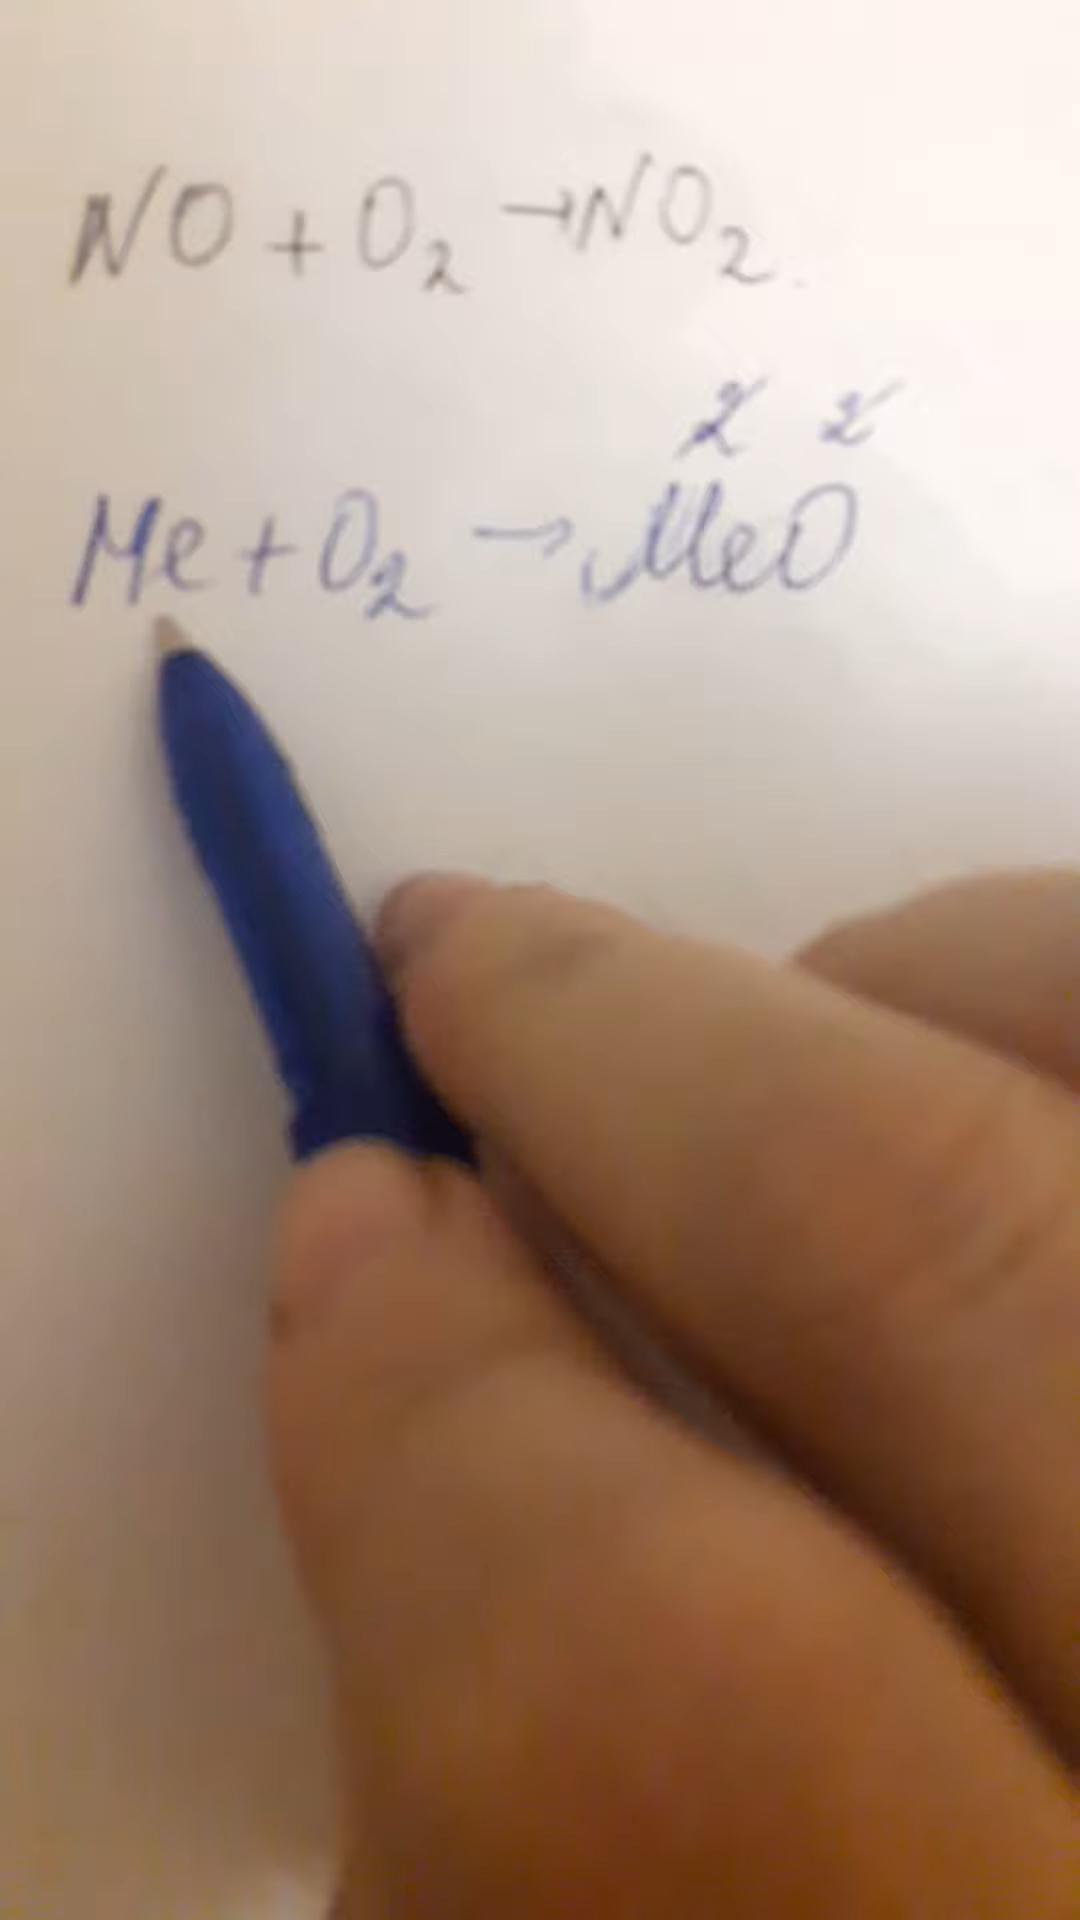 NO + O₂ → NO₂.
2 2
Me + O₂ → MeO